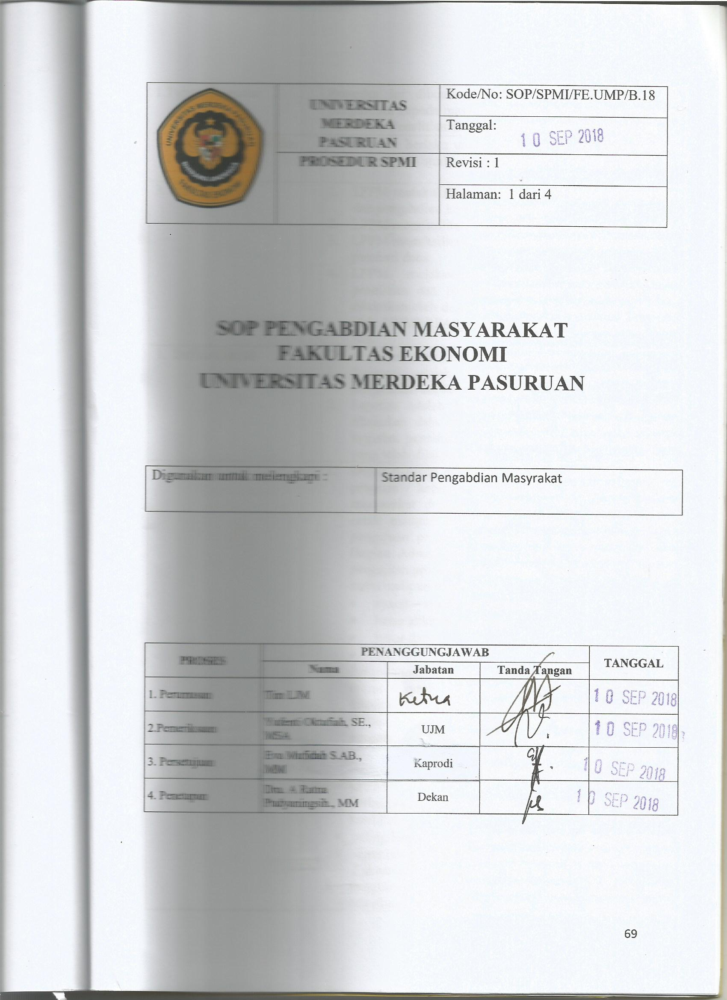 UNIVERSITAS MERDEKA PASURUAN
UNIVERSITAS
MERDEKA
PASURUAN
PROSEDUR SPMI
Kode/No: SOP/SPMI/FE.UMP/B.18
Tanggal:
10 SEP 2018
Revisi : 1
Halaman: 1 dari 4
SOP PENGABDIAN MASYARAKAT
FAKULTAS EKONOMI
UNIVERSITAS MERDEKA PASURUAN
Digunakan untuk melengkapi :
Standar Pengabdian Masyrakat
PROSES
PENANGGUNGJAWAB
TANGGAL
Nama
Jabatan
Tanda Tangan
1. Perumusan
Tim UJM
Ketua
10 SEP 2018
2.Pemeriksaan
SE.,
MSA
UJM
10 SEP 2018
3. Persetujuan
Eva Mufidah S.AB.,
MM
Kaprodi
10 SEP 2018
4. Penetapan
Dra. A Ratna
Pudyaningsih., MM
Dekan
10 SEP 2018
69